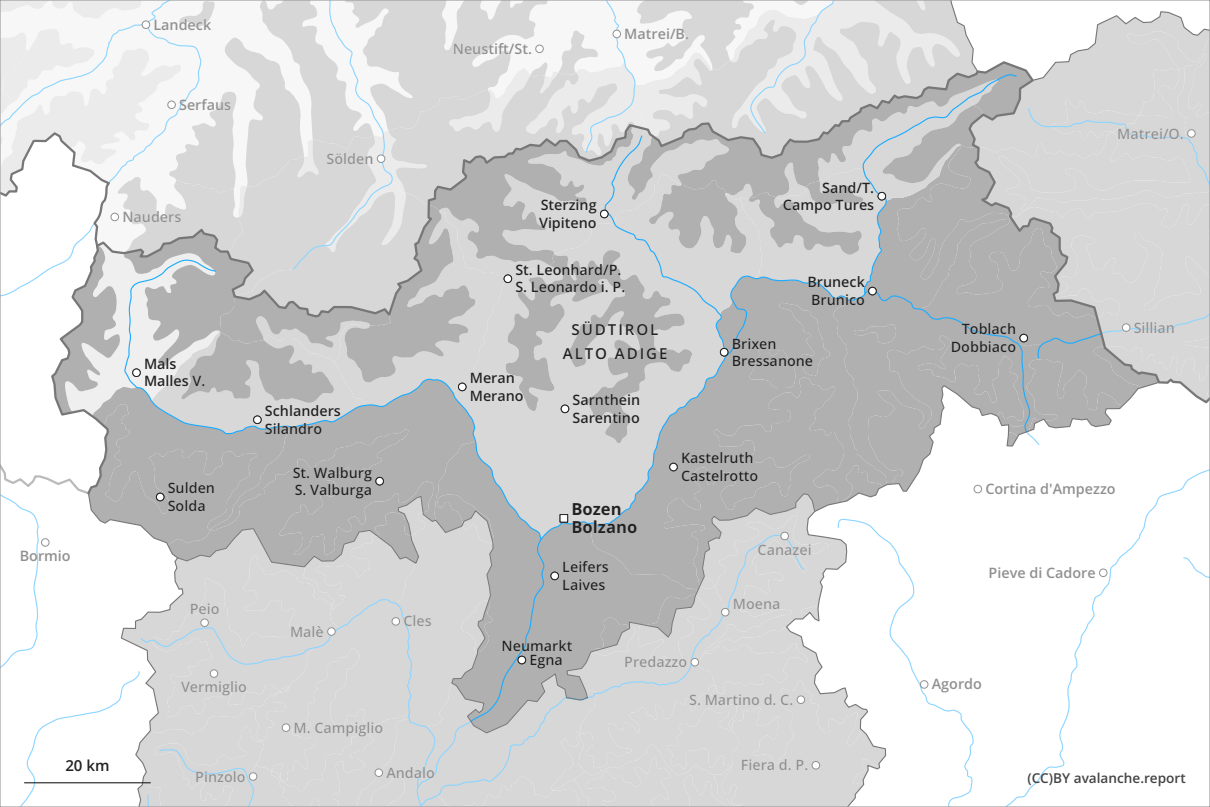 Landeck
Neustift/St.
Matrei/B.
Serfaus
Matrei/O.
Sölden
Nauders
Sand/T.
Campo Tures
Sterzing
Vipiteno
St. Leonhard/P.
S. Leonardo i. P.
Bruneck
Brunico
SÜDTIROL
ALTO ADIGE
Toblach
Dobbiaco
Sillian
Brixen
Bressanone
Mals
Malles V.
Meran
Merano
Sarnthein
Sarentino
Schlanders
Silandro
Kastelruth
Castelrotto
St. Walburg
S. Valburga
Sulden
Solda
Cortina d'Ampezzo
Bozen
Bolzano
Bormio
Canazei
Leifers
Laives
Pieve di Cadore
Peio
Moena
Malè
Cles
Neumarkt
Egna
Predazzo
Vermiglio
Agordo
S. Martino d. C.
M. Campiglio
Fiera d. P.
20 km
Pinzolo
Andalo
(CC)BY avalanche.report